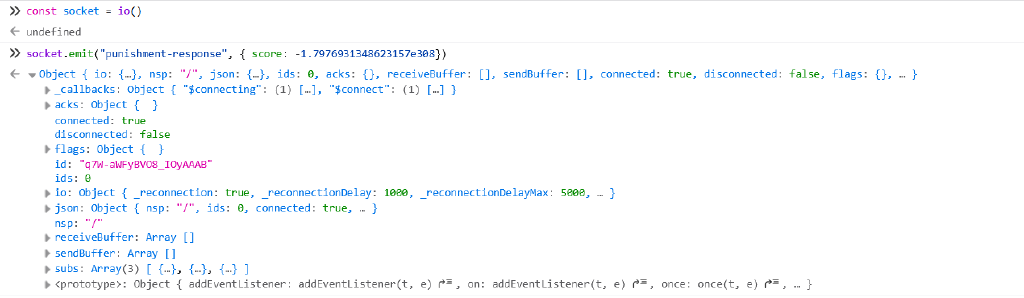 const socket = io()
undefined
socket.emit("punishment-response", { score: -1.7976931348623157e308})
Object { io: {…}, nsp: "/", json: {…}, ids: 0, acks: {}, receiveBuffer: [], sendBuffer: [], connected: true, disconnected: false, flags: {}, … }
_callbacks: Object { "$connecting": (1) […], "$connect": (1) […] }
acks: Object { }
connected: true
disconnected: false
flags: Object { }
id: "q7W-aWFyBVO8_IOyAAAB"
ids: 0
io: Object { _reconnection: true, _reconnectionDelay: 1000, _reconnectionDelayMax: 5000, … }
json: Object { nsp: "/", ids: 0, connected: true, … }
nsp: "/"
receiveBuffer: Array []
sendBuffer: Array []
subs: Array(3) [ {…}, {…}, {…} ]
<prototype>: Object { addEventListener: addEventListener(t, e), on: addEventListener(t, e), once: once(t, e), … }